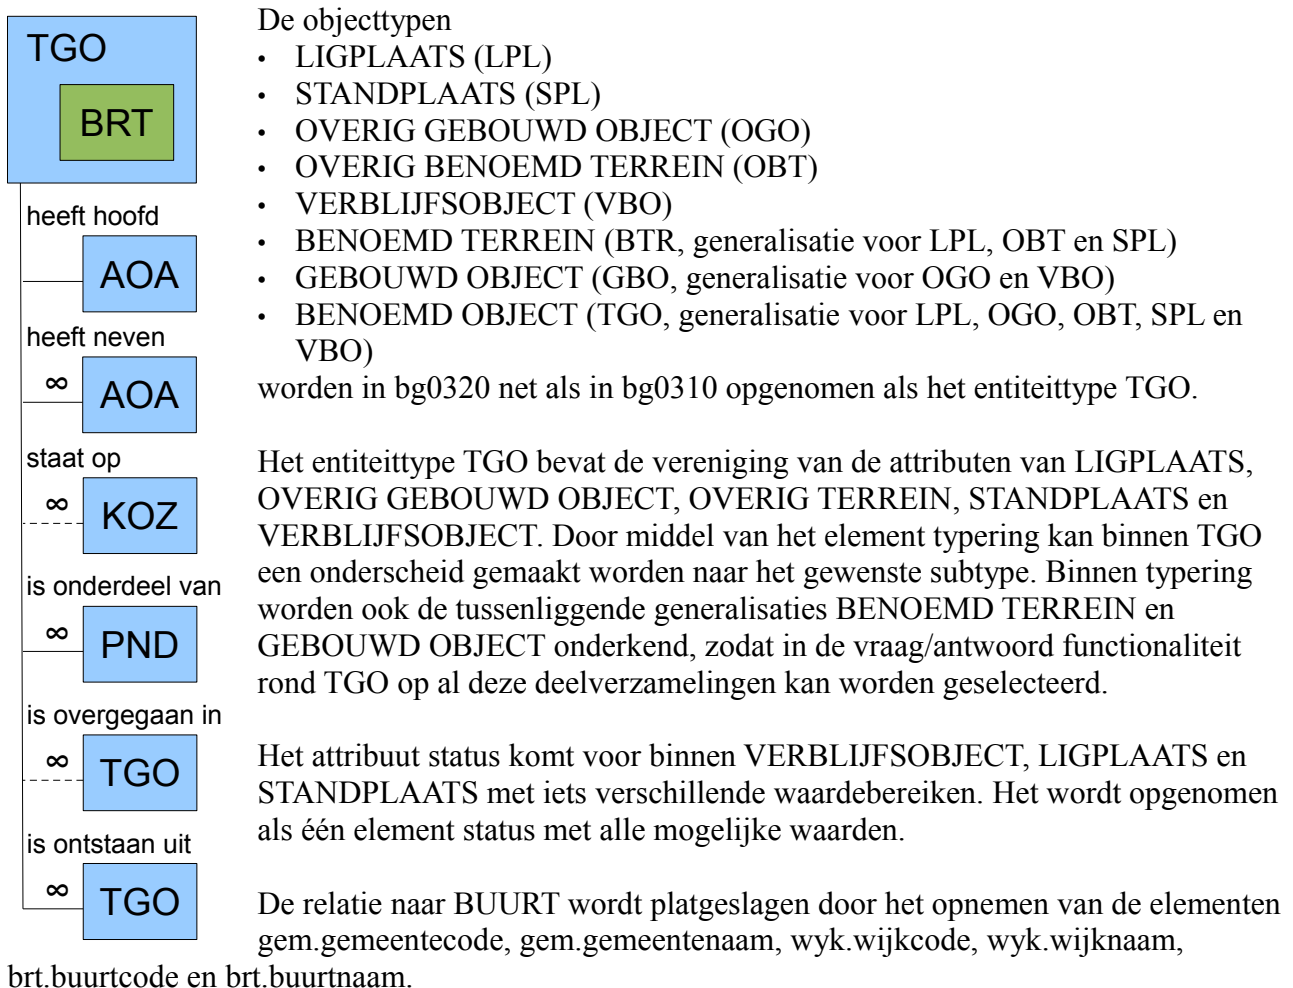 TGO
BRT
heeft hoofd
AOA
heeft neven
∞
AOA
staat op
∞
KOZ
is onderdeel van
∞
PND
is overgegaan in
∞
TGO
is ontstaan uit
∞
TGO
De objecttypen
• LIGPLAATS (LPL)
• STANDPLAATS (SPL)
• OVERIG GEBOUWD OBJECT (OGO)
• OVERIG BENOEMD TERREIN (OBT)
• VERBLIJFSOBJECT (VBO)
• BENOEMD TERREIN (BTR, generalisatie voor LPL, OBT en SPL)
• GEBOUWD OBJECT (GBO, generalisatie voor OGO en VBO)
• BENOEMD OBJECT (TGO, generalisatie voor LPL, OGO, OBT, SPL en
VBO)
worden in bg0320 net als in bg0310 opgenomen als het entiteittype TGO.
Het entiteittype TGO bevat de vereniging van de attributen van LIGPLAATS,
OVERIG GEBOUWD OBJECT, OVERIG TERREIN, STANDPLAATS en
VERBLIJFSOBJECT. Door middel van het element typering kan binnen TGO
een onderscheid gemaakt worden naar het gewenste subtype. Binnen typering
worden ook de tussenliggende generalisaties BENOEMD TERREIN en
GEBOUWD OBJECT onderkend, zodat in de vraag/antwoord functionaliteit
rond TGO op al deze deelverzamelingen kan worden geselecteerd.
Het attribuut status komt voor binnen VERBLIJFSOBJECT, LIGPLAATS en
STANDPLAATS met iets verschillende waardebereiken. Het wordt opgenomen
als één element status met alle mogelijke waarden.
De relatie naar BUURT wordt platgeslagen door het opnemen van de elementen
gem.gemeentecode, gem.gemeentenaam, wyk.wijkcode, wyk.wijknaam,
brt.buurtcode en brt.buurtnaam.